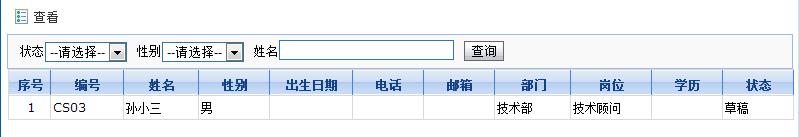 查看
状态 --请选择-- 性别 --请选择-- 姓名 查询
序号 编号 姓名 性别 出生日期 电话 邮箱 部门 岗位 学历 状态
1 CS03 孙小三 男 技术部 技术顾问 草稿